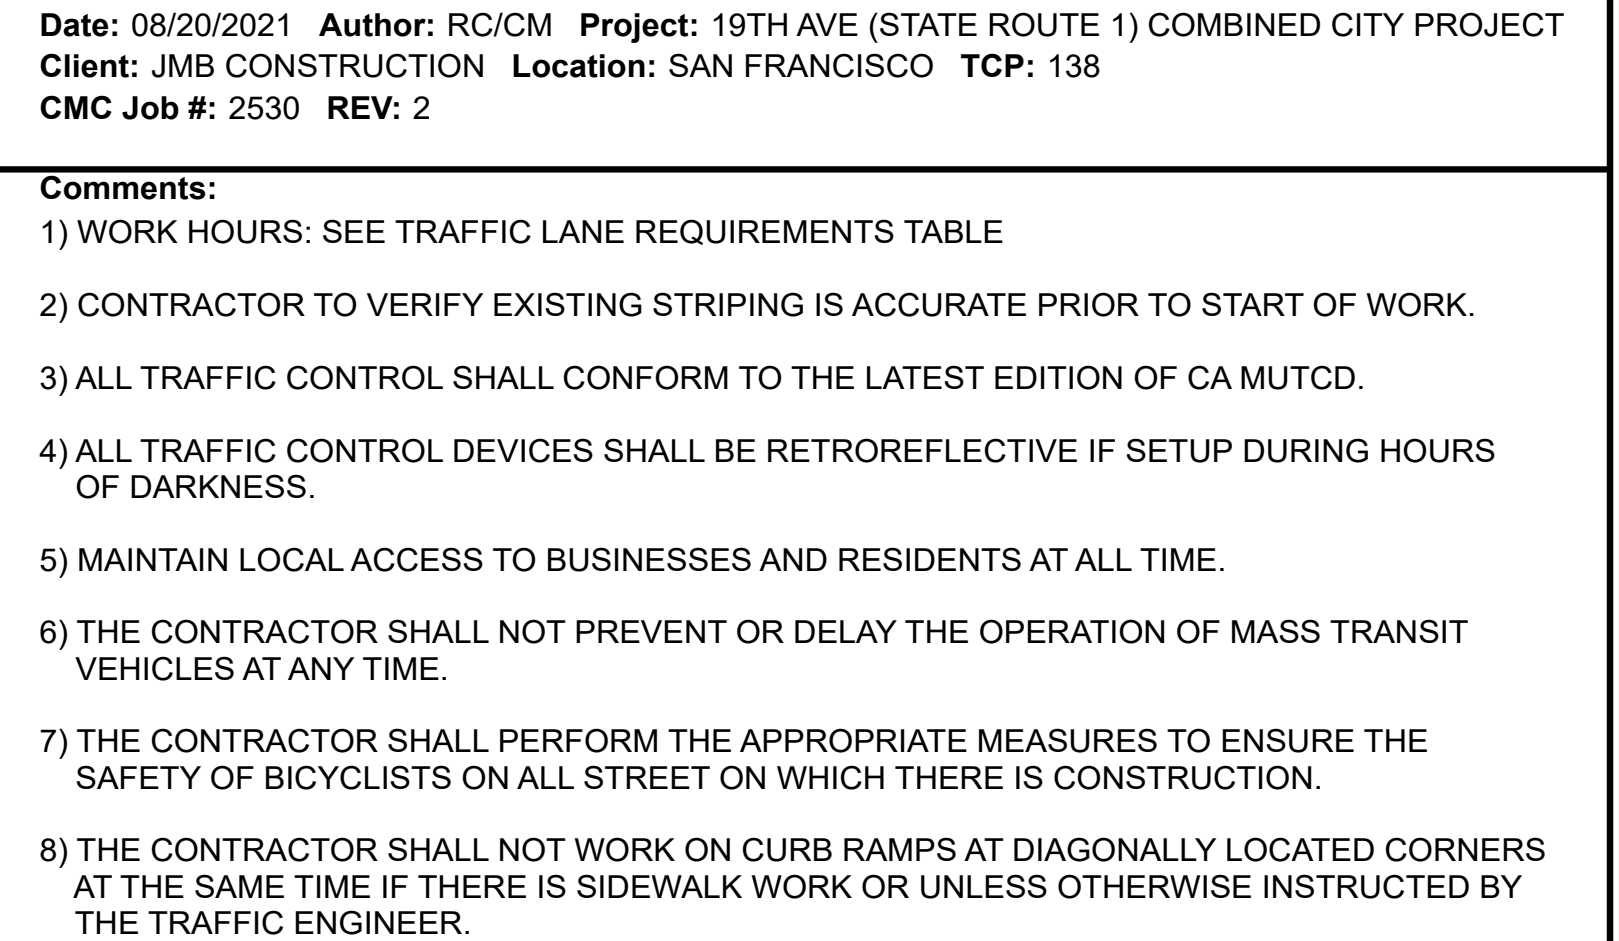 Date: 08/20/2021 Author: RC/CM Project: 19TH AVE (STATE ROUTE 1) COMBINED CITY PROJECT
Client: JMB CONSTRUCTION Location: SAN FRANCISCO TCP: 138
CMC Job #: 2530 REV: 2
Comments:
1) WORK HOURS: SEE TRAFFIC LANE REQUIREMENTS TABLE
2) CONTRACTOR TO VERIFY EXISTING STRIPING IS ACCURATE PRIOR TO START OF WORK.
3) ALL TRAFFIC CONTROL SHALL CONFORM TO THE LATEST EDITION OF CA MUTCD.
4) ALL TRAFFIC CONTROL DEVICES SHALL BE RETROREFLECTIVE IF SETUP DURING HOURS
OF DARKNESS.
5) MAINTAIN LOCAL ACCESS TO BUSINESSES AND RESIDENTS AT ALL TIME.
6) THE CONTRACTOR SHALL NOT PREVENT OR DELAY THE OPERATION OF MASS TRANSIT
VEHICLES AT ANY TIME.
7) THE CONTRACTOR SHALL PERFORM THE APPROPRIATE MEASURES TO ENSURE THE
SAFETY OF BICYCLISTS ON ALL STREET ON WHICH THERE IS CONSTRUCTION.
8) THE CONTRACTOR SHALL NOT WORK ON CURB RAMPS AT DIAGONALLY LOCATED CORNERS
AT THE SAME TIME IF THERE IS SIDEWALK WORK OR UNLESS OTHERWISE INSTRUCTED BY
THE TRAFFIC ENGINEER.